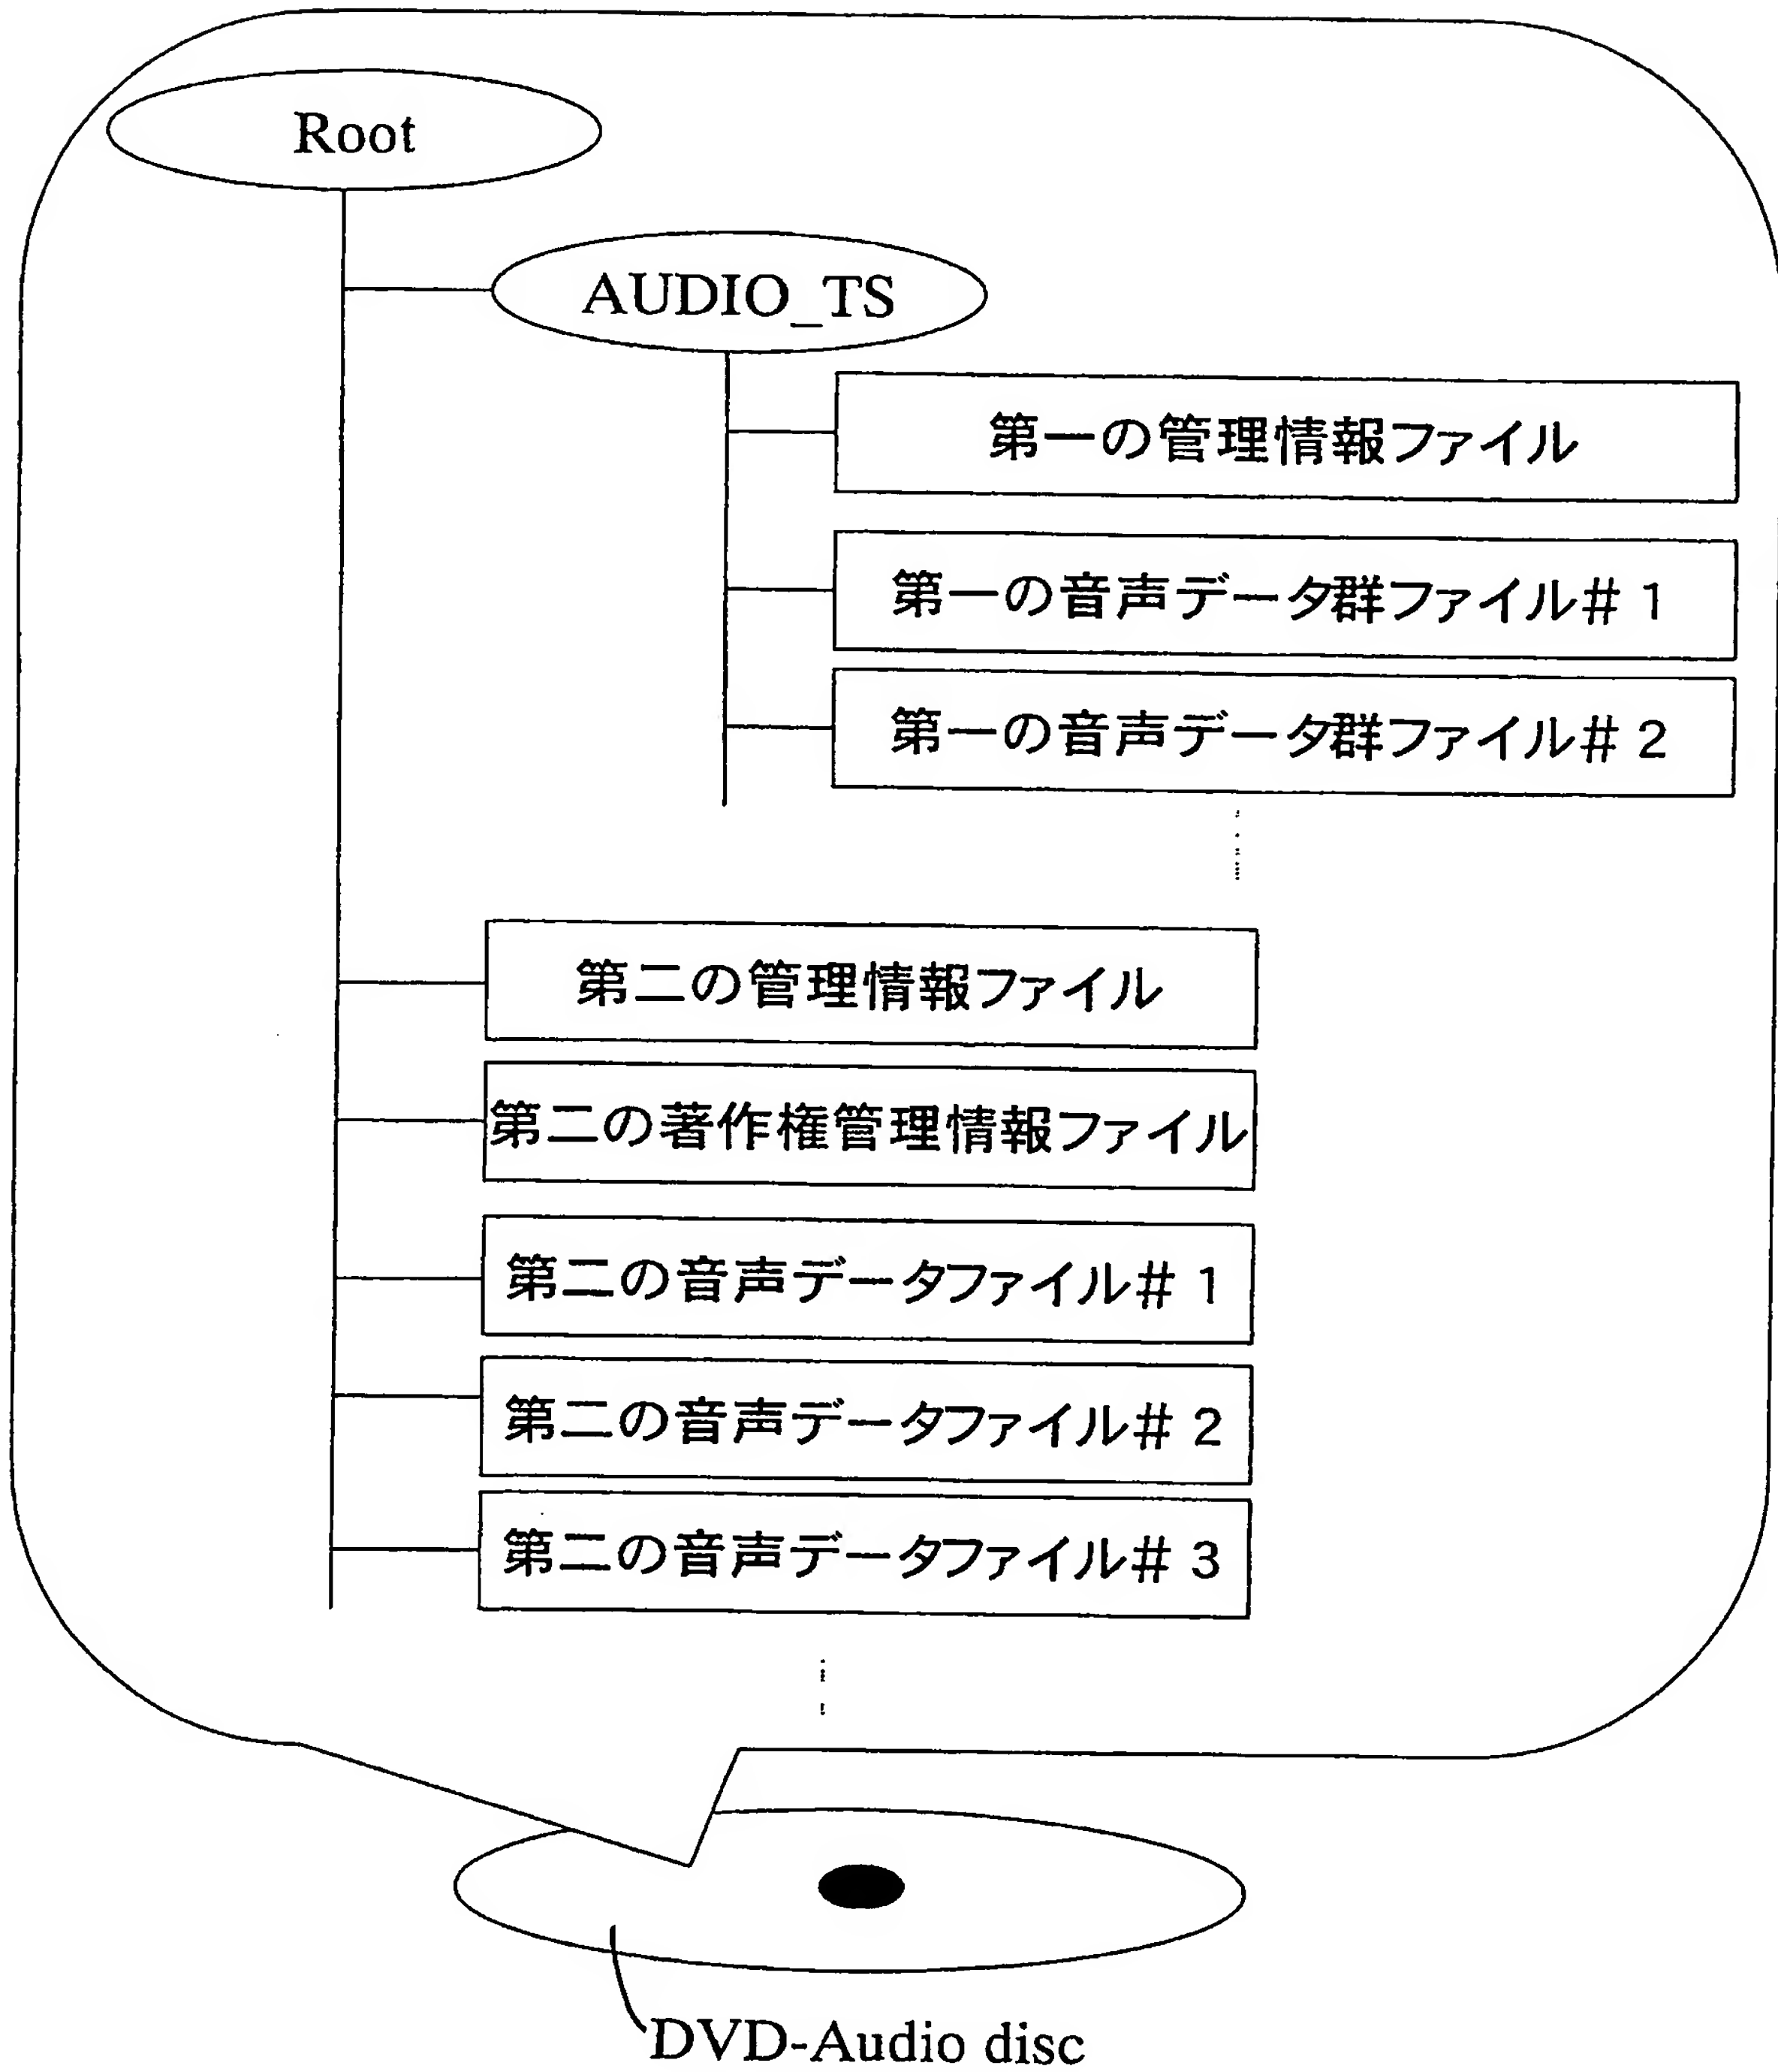 Root
AUDIO_TS
第一の管理情報ファイル
第一の音声データ群ファイル＃1
第一の音声データ群ファイル＃2
第二の管理情報ファイル
第二の著作権管理情報ファイル
第二の音声データファイル＃1
第二の音声データファイル＃2
第二の音声データファイル＃3
DVD-Audio disc